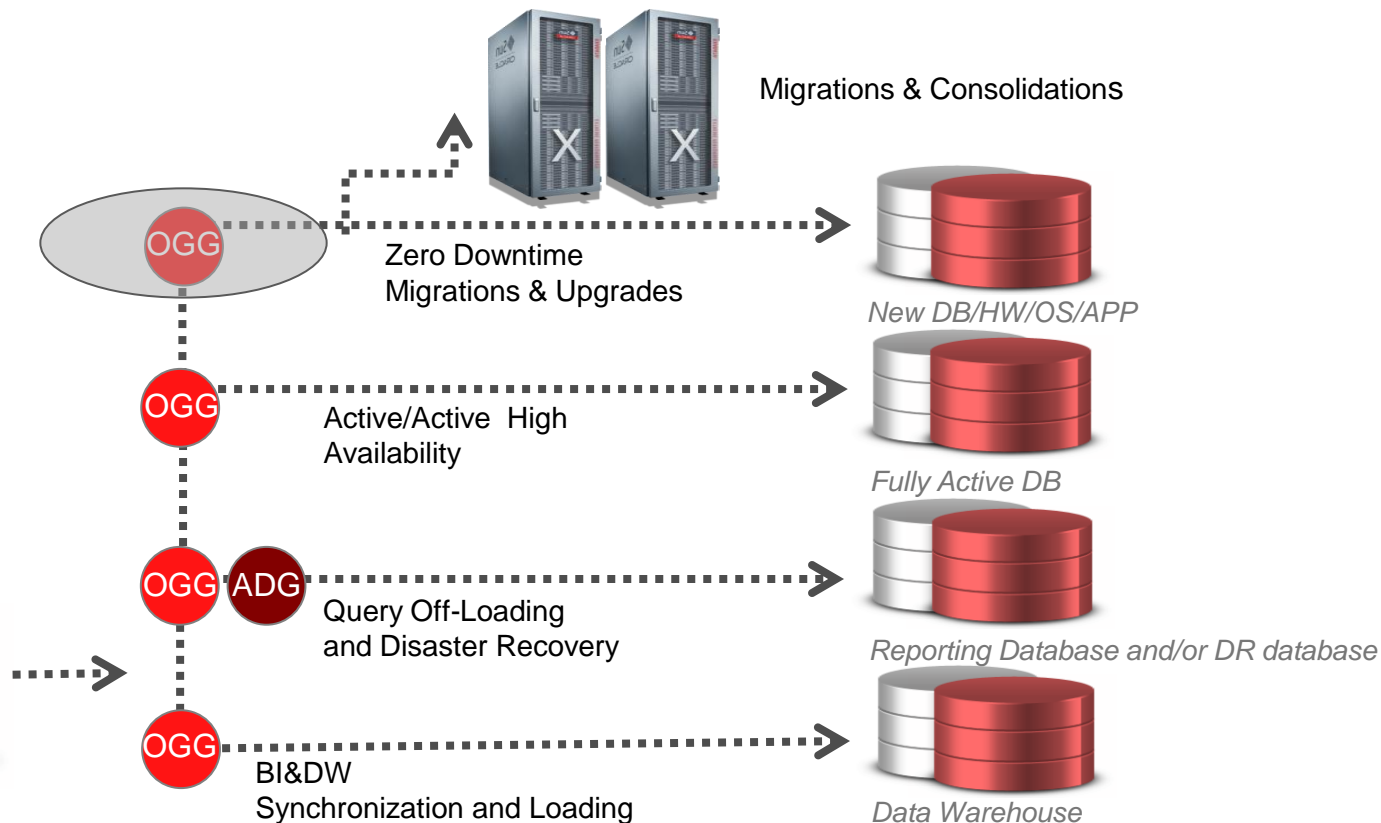 Migrations & Consolidations
X
X
OGG
Zero Downtime
Migrations & Upgrades
New DB/HW/OS/APP
OGG
Active/Active High
Availability
Fully Active DB
OGG
ADG
Query Off-Loading
and Disaster Recovery
Reporting Database and/or DR database
OGG
BI&DW
Synchronization and Loading
Data Warehouse